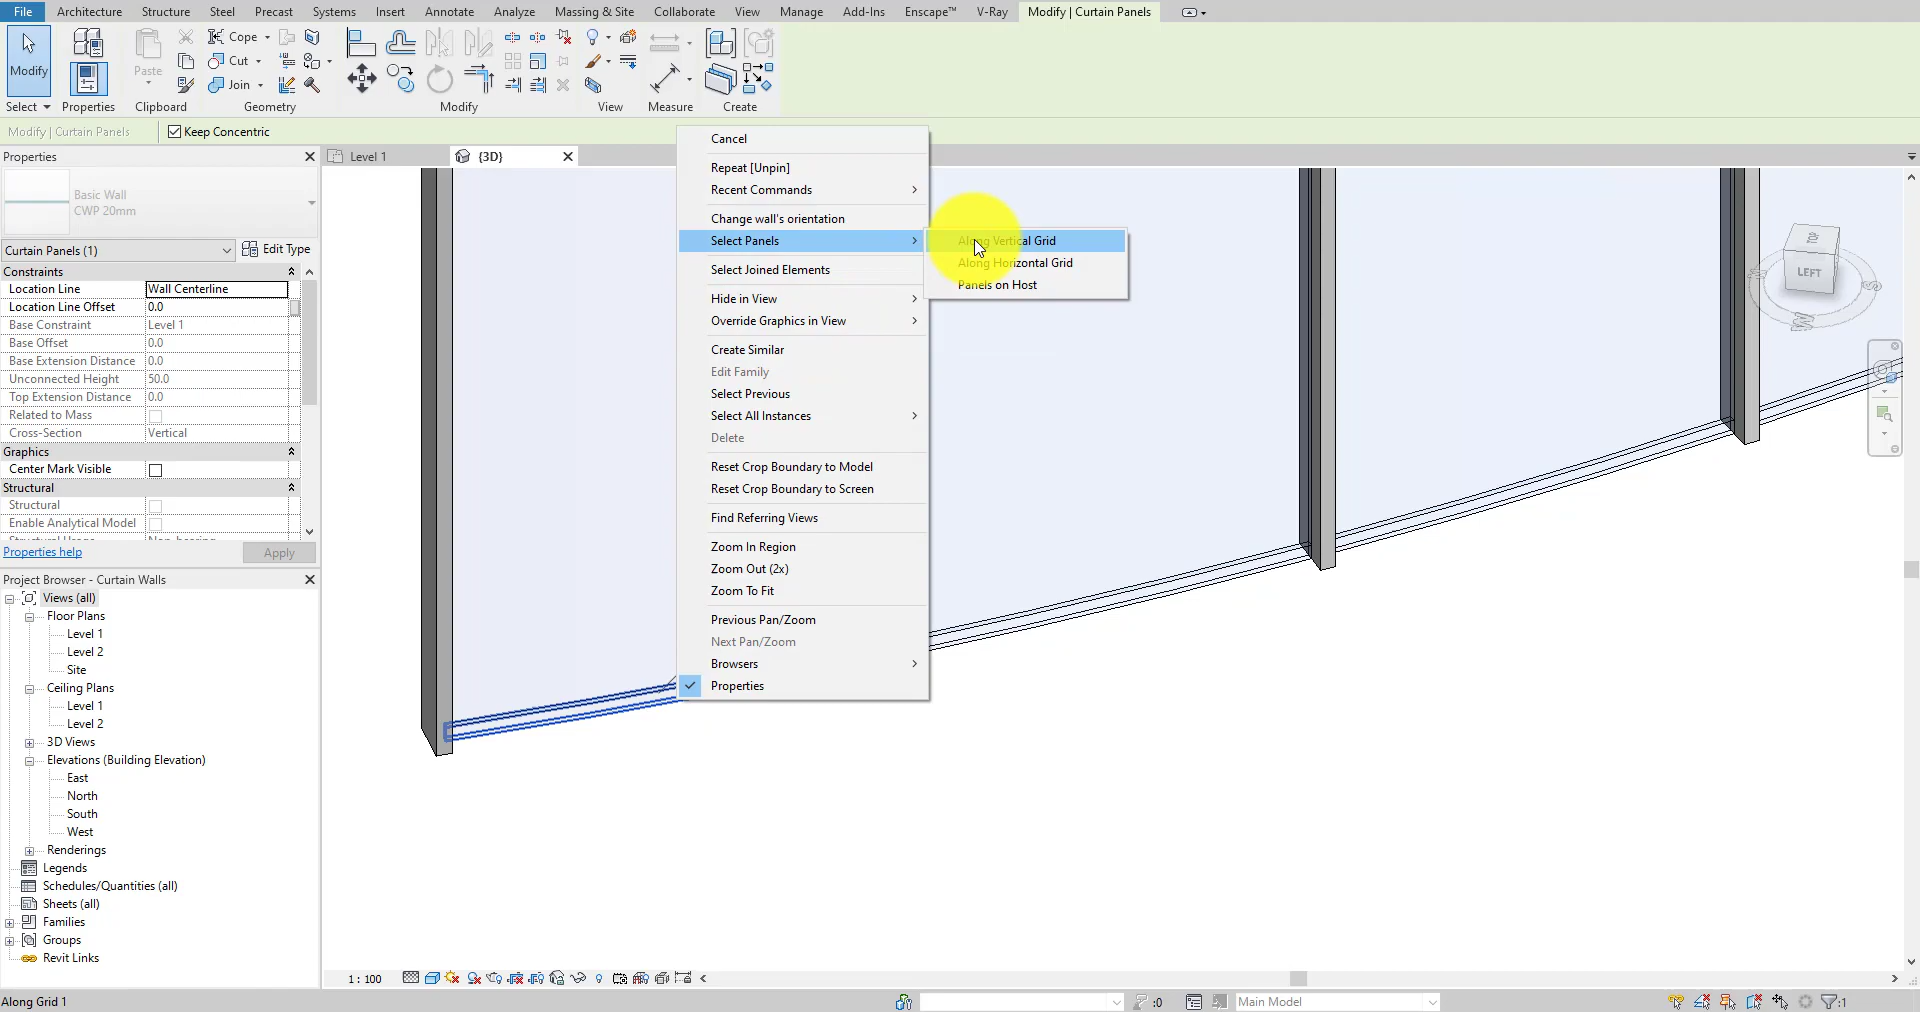 File Architecture Structure Steel Precast Systems Insert Annotate Analyze Massing & Site Collaborate View Manage Add-Ins Enscape™ V-Ray Modify | Curtain Panels
Modify Paste Cope Cut Join
Select Properties Clipboard Geometry Modify View Measure Create
Modify | Curtain Panels Keep Concentric
Properties
Level 1
{3D}
Basic Wall
CWP 20mm
Curtain Panels (1) Edit Type
Constraints
Location Line Wall Centerline
Location Line Offset 0.0
Base Constraint Level 1
Base Offset 0.0
Base Extension Distance 0.0
Unconnected Height 50.0
Top Extension Distance 0.0
Related to Mass
Cross-Section Vertical
Graphics
Center Mark Visible
Structural
Structural
Enable Analytical Model
Structural Usage Non-bearing
Properties help Apply
Project Browser - Curtain Walls
Views (all)
Floor Plans
Level 1
Level 2
Site
Ceiling Plans
Level 1
Level 2
3D Views
Elevations (Building Elevation)
East
North
South
West
Renderings
Legends
Schedules/Quantities (all)
Sheets (all)
Families
Groups
Revit Links
Cancel
Repeat [Unpin]
Recent Commands
Change wall's orientation
Select Panels
Select Joined Elements
Hide in View
Override Graphics in View
Create Similar
Edit Family
Select Previous
Select All Instances
Delete
Reset Crop Boundary to Model
Reset Crop Boundary to Screen
Find Referring Views
Zoom In Region
Zoom Out (2x)
Zoom To Fit
Previous Pan/Zoom
Next Pan/Zoom
Browsers
Properties
Along Vertical Grid
Along Horizontal Grid
Panels on Host
TOP
LEFT
W
S
1 : 100
Along Grid 1
:0
Main Model
:1